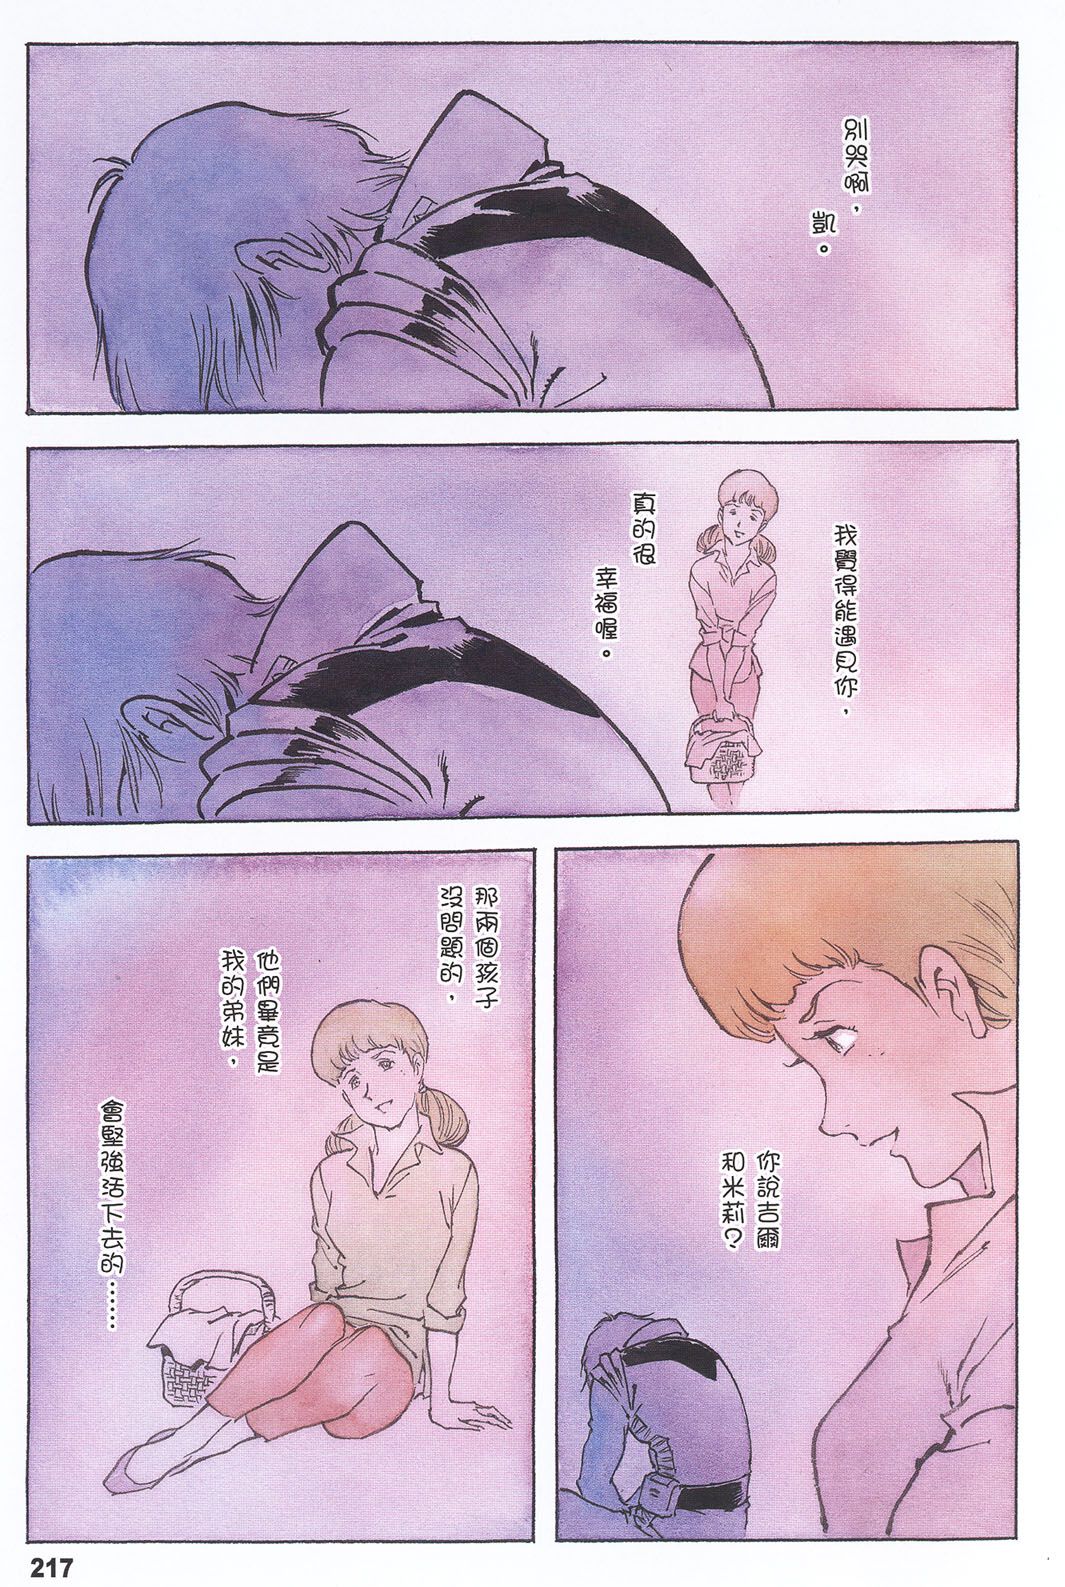 別哭啊，
凱。
我覺得能遇見你，
真的很
幸福喔。
你說吉爾
和米莉？
那兩個孩子
沒問題的，
他們畢竟是
我的弟妹，
會堅強活下去的……
217